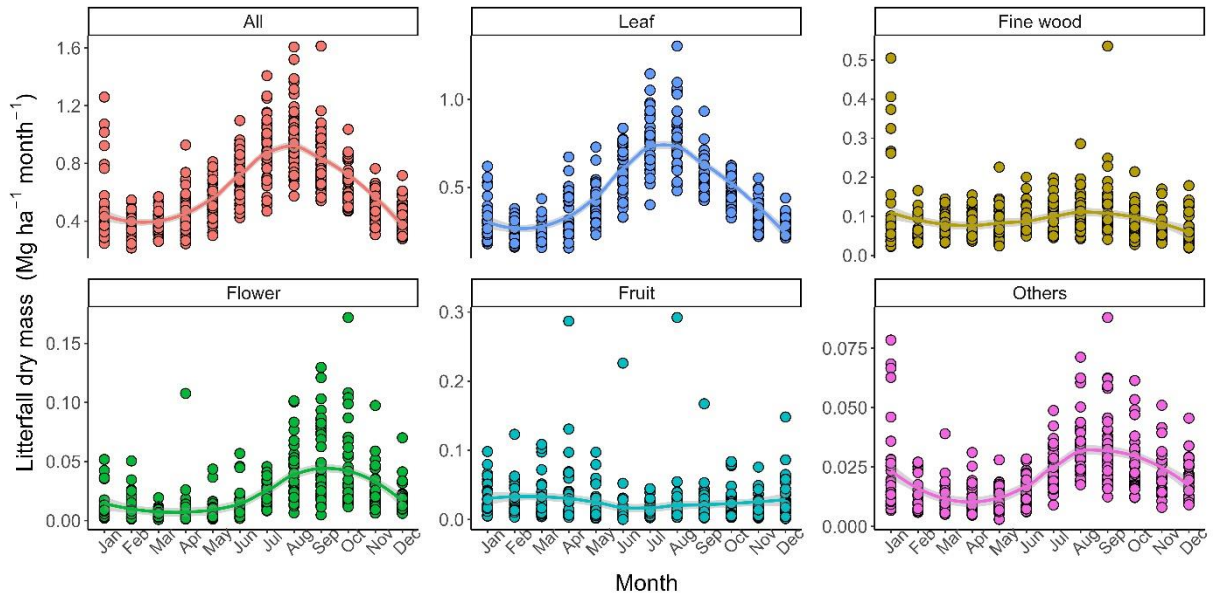 All Leaf Fine wood
1.6 1.2 0.8 0.4
1.0 0.5
0.5 0.4 0.3 0.2 0.1 0.0
Flower Fruit Others
0.15 0.10 0.05 0.00
0.3 0.2 0.1 0.0
0.075 0.050 0.025 0.000
Litterfall dry mass (Mg ha⁻¹ month⁻¹)
Jan Feb Mar Apr May Jun Jul Aug Sep Oct Nov Dec
Jan Feb Mar Apr May Jun Jul Aug Sep Oct Nov Dec
Jan Feb Mar Apr May Jun Jul Aug Sep Oct Nov Dec
Month